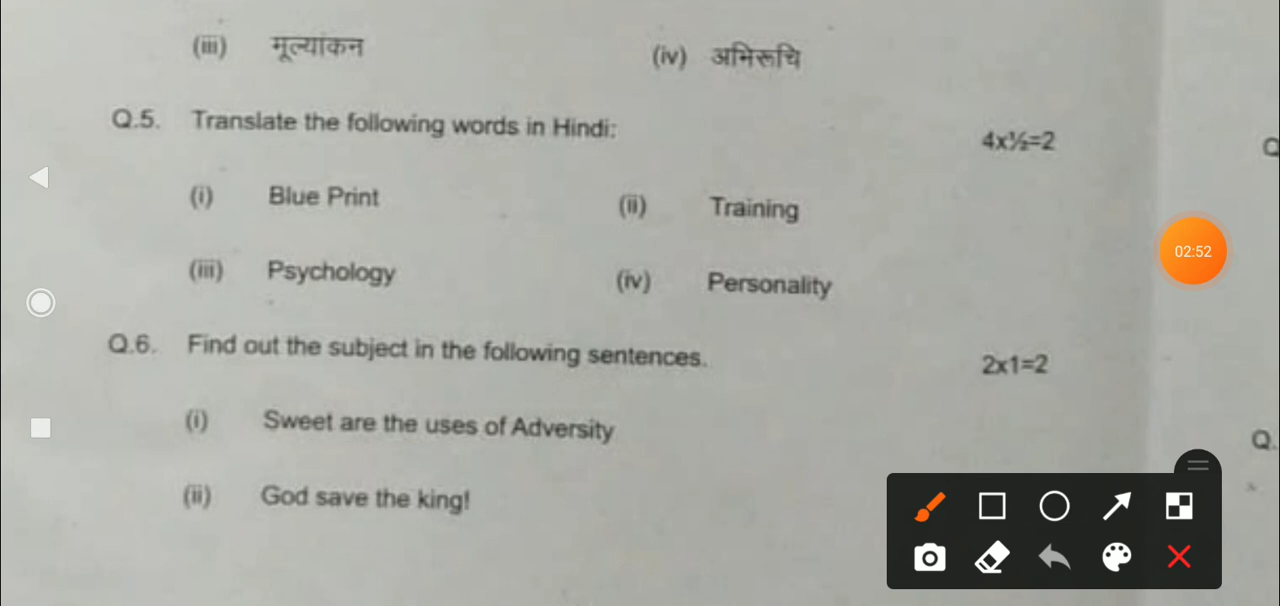 (iii) मूल्यांकन (iv) अभिरूचि
Q.5. Translate the following words in Hindi: 4x½=2
(i) Blue Print (ii) Training
(iii) Psychology (iv) Personality
02:52
Q.6. Find out the subject in the following sentences. 2x1=2
(i) Sweet are the uses of Adversity
(ii) God save the king!
Q.